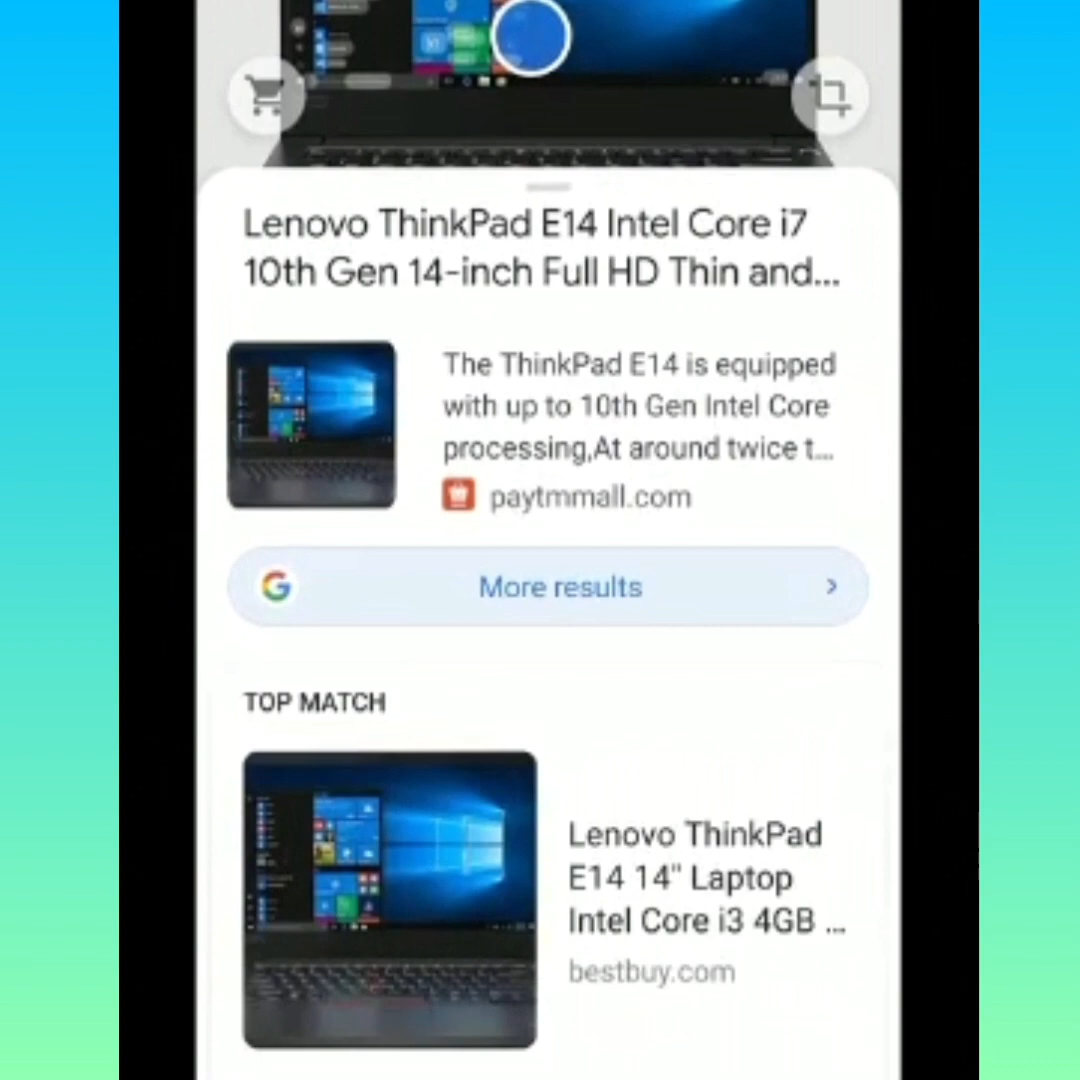 Lenovo ThinkPad E14 Intel Core i7
10th Gen 14-inch Full HD Thin and...
The ThinkPad E14 is equipped
with up to 10th Gen Intel Core
processing,At around twice t...
paytmmall.com
More results
TOP MATCH
Lenovo ThinkPad
E14 14" Laptop
Intel Core i3 4GB ...
bestbuy.com